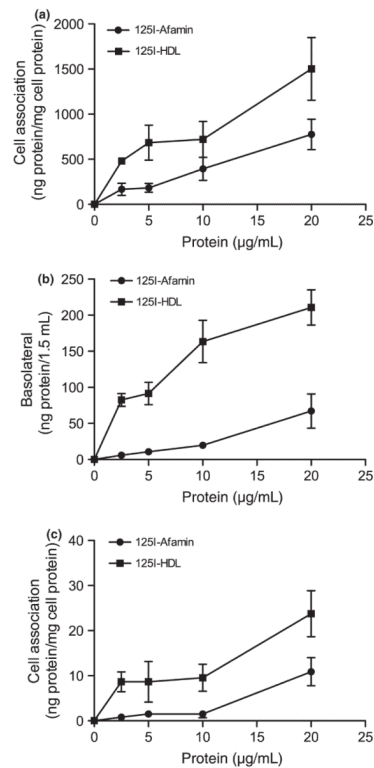 (a)
2000
1500
1000
500
0
Cell association
(ng protein/mg cell protein)
125I-Afamin
125I-HDL
0 5 10 15 20 25
Protein (µg/mL)
(b)
250
200
150
100
50
0
Basolateral
(ng protein/1.5 mL)
125I-Afamin
125I-HDL
0 5 10 15 20 25
Protein (µg/mL)
(c)
40
30
20
10
0
Cell association
(ng protein/mg cell protein)
125I-Afamin
125I-HDL
0 5 10 15 20 25
Protein (µg/mL)